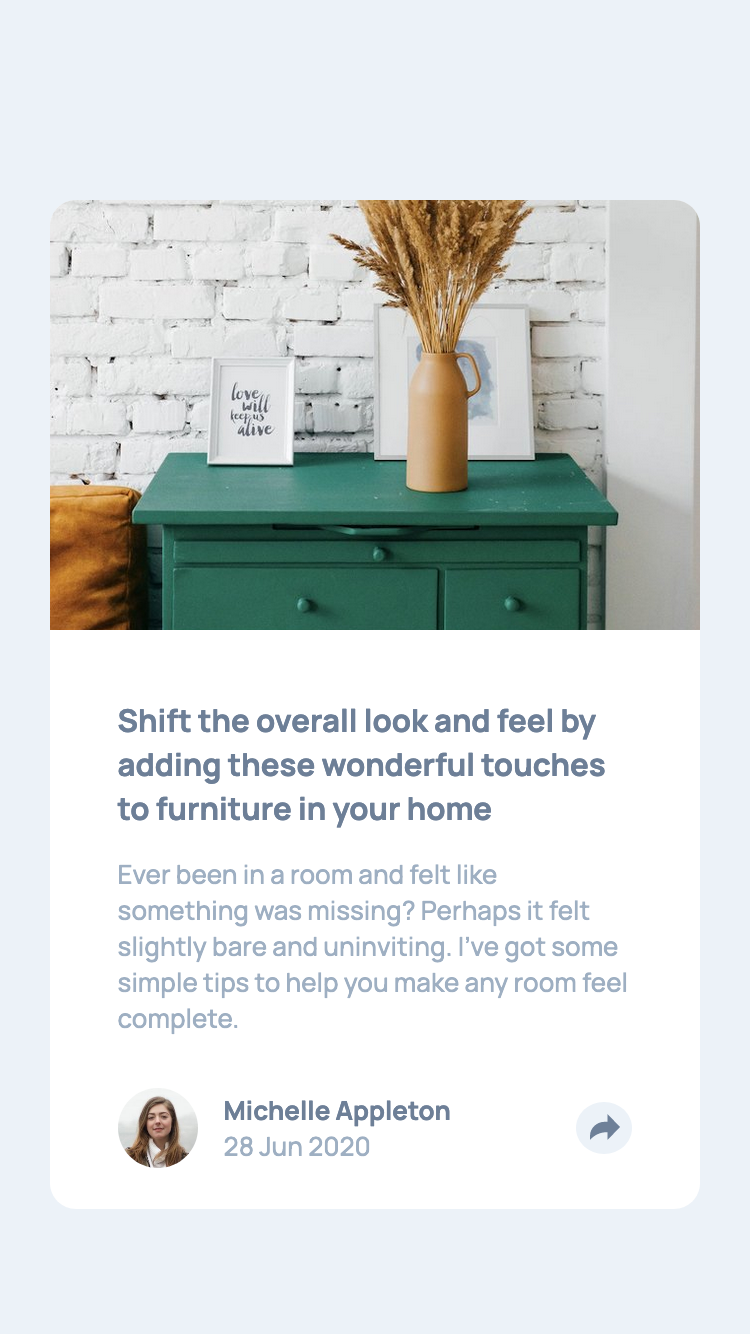 love
will
keep us
alive
Shift the overall look and feel by
adding these wonderful touches
to furniture in your home
Ever been in a room and felt like
something was missing? Perhaps it felt
slightly bare and uninviting. I’ve got some
simple tips to help you make any room feel
complete.
Michelle Appleton
28 Jun 2020